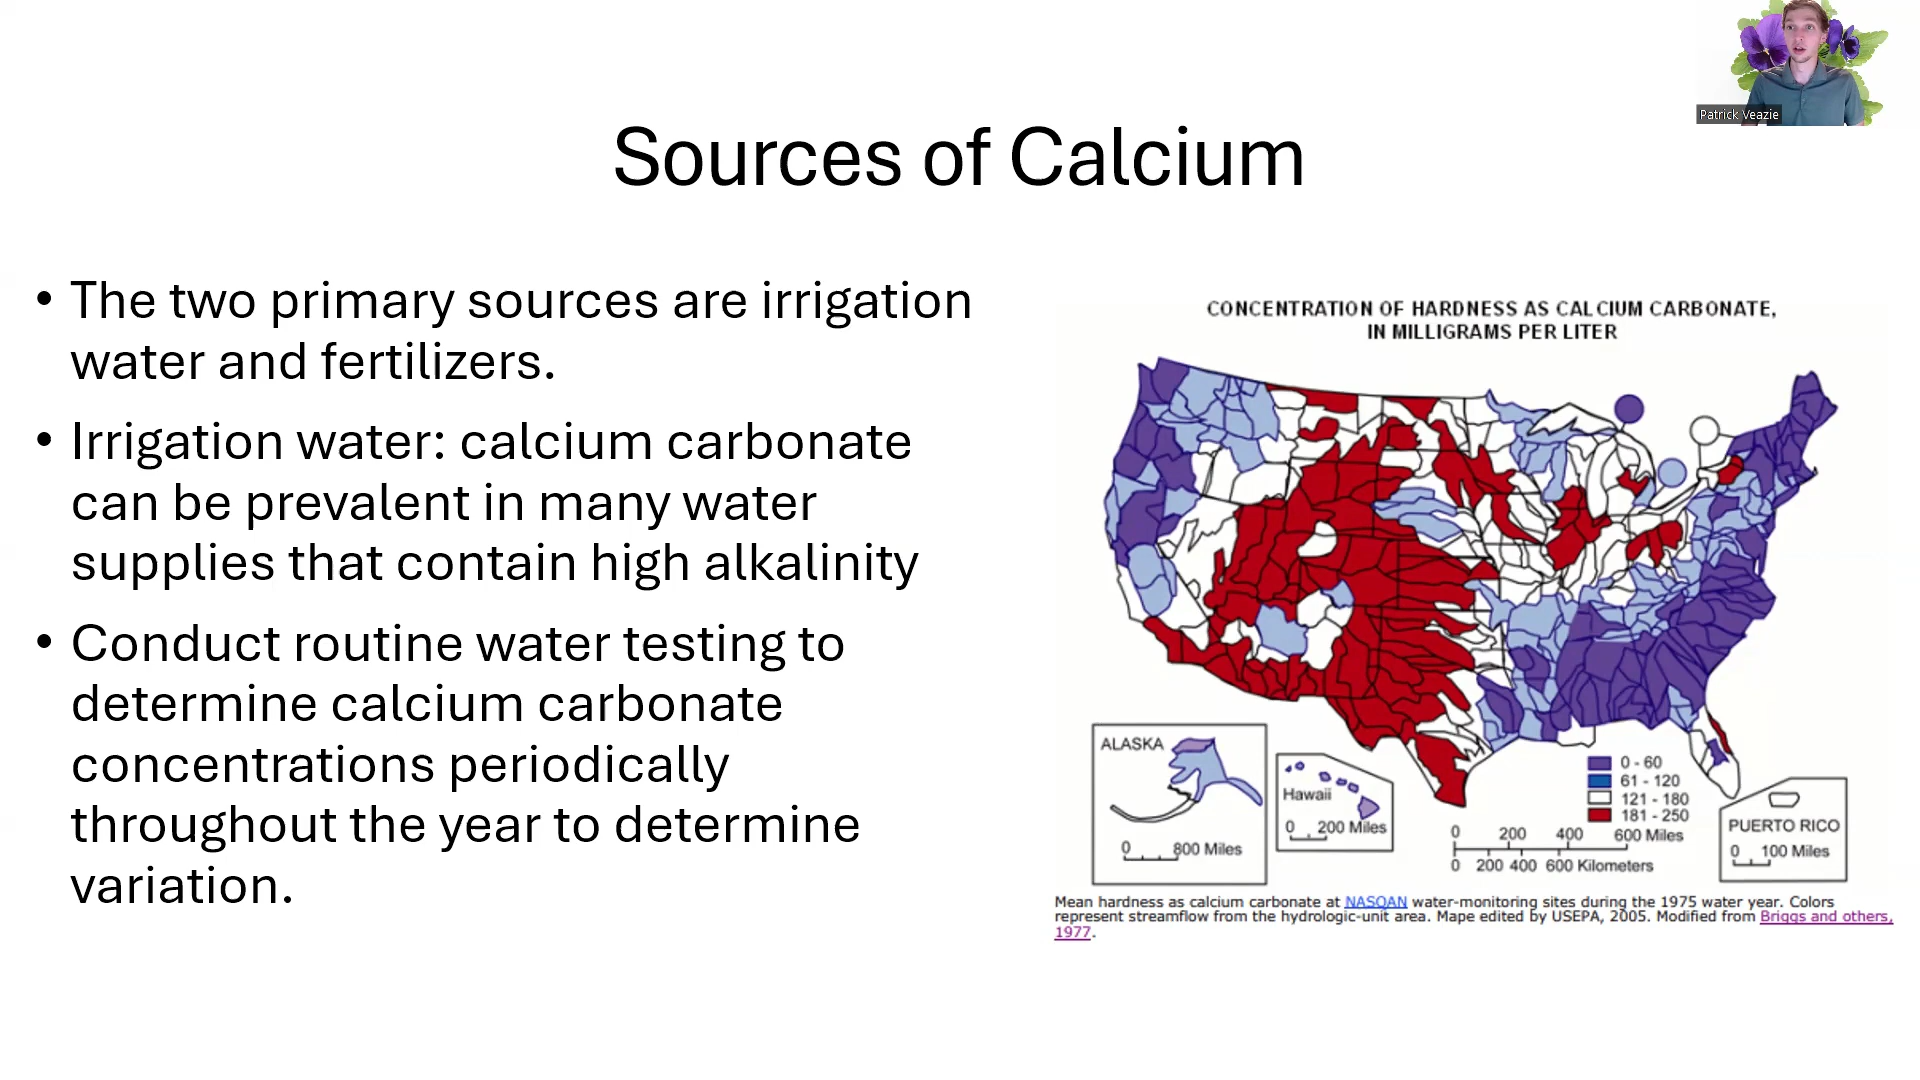 Patrick Veazie
Sources of Calcium
• The two primary sources are irrigation
water and fertilizers.
• Irrigation water: calcium carbonate
can be prevalent in many water
supplies that contain high alkalinity
• Conduct routine water testing to
determine calcium carbonate
concentrations periodically
throughout the year to determine
variation.
CONCENTRATION OF HARDNESS AS CALCIUM CARBONATE,
IN MILLIGRAMS PER LITER
ALASKA
0 800 Miles
Hawaii
0 200 Miles
0 - 60
61 - 120
121 - 180
181 - 250
0 200 400 600 Miles
0 200 400 600 Kilometers
PUERTO RICO
0 100 Miles
Mean hardness as calcium carbonate at NASQAN water-monitoring sites during the 1975 water year. Colors
represent streamflow from the hydrologic-unit area. Mape edited by USEPA, 2005. Modified from Briggs and others,
1977.